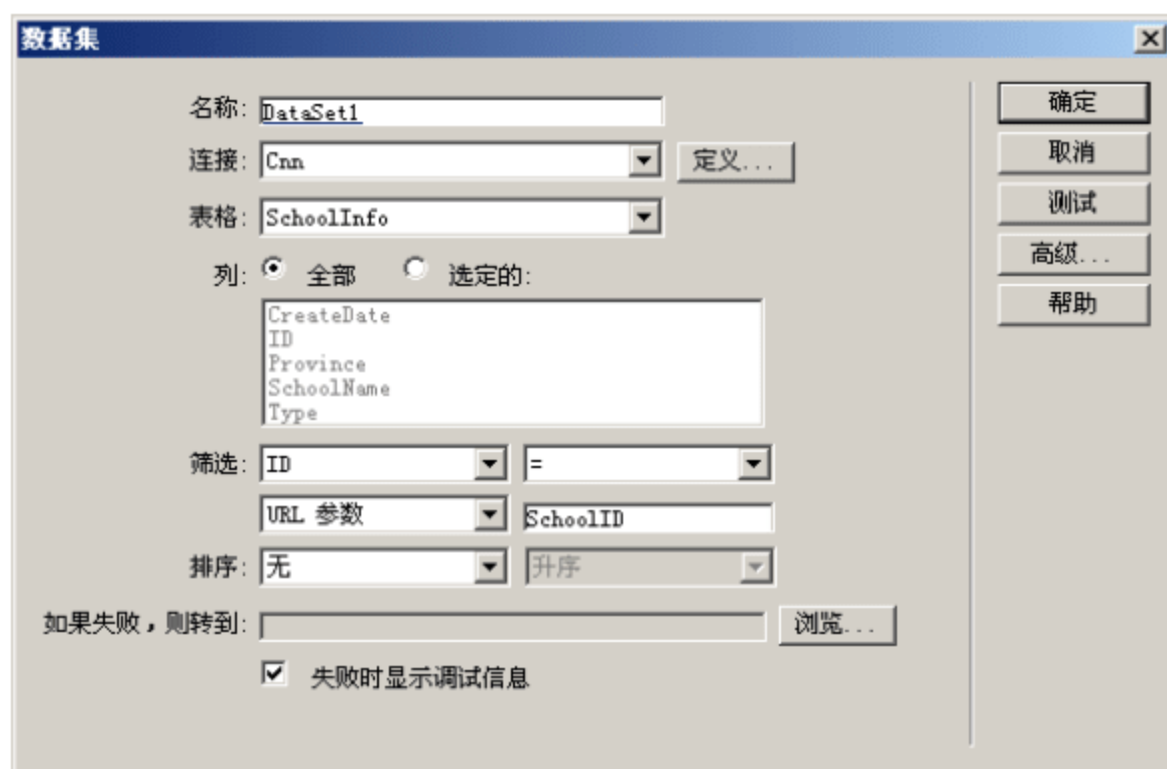 数据集
名称: DataSet1
确定
连接: Cnn 定义...
取消
表格: SchoolInfo
测试
列: 全部 选定的:
高级...
CreateDate
帮助
ID
Province
SchoolName
Type
筛选: ID =
URL 参数 SchoolID
排序: 无 升序
如果失败，则转到: 浏览...
失败时显示调试信息